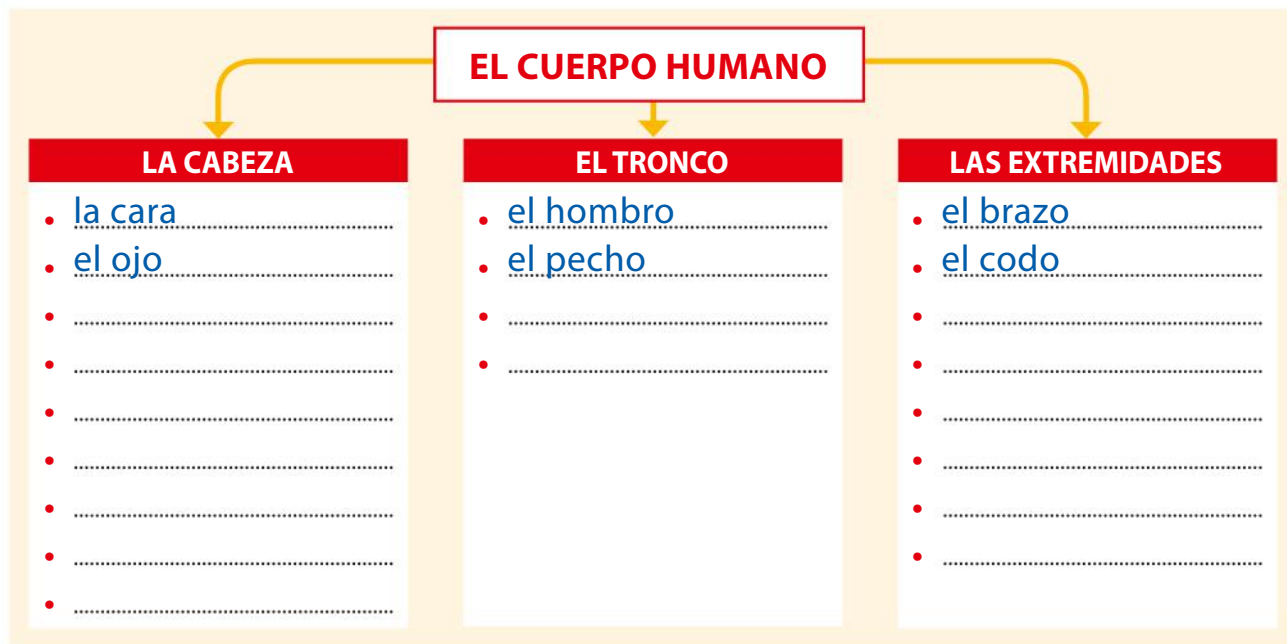 EL CUERPO HUMANO
LA CABEZA
• la cara
• el ojo
•
•
•
•
•
•
•
EL TRONCO
• el hombro
• el pecho
•
•
LAS EXTREMIDADES
• el brazo
• el codo
•
•
•
•
•
•